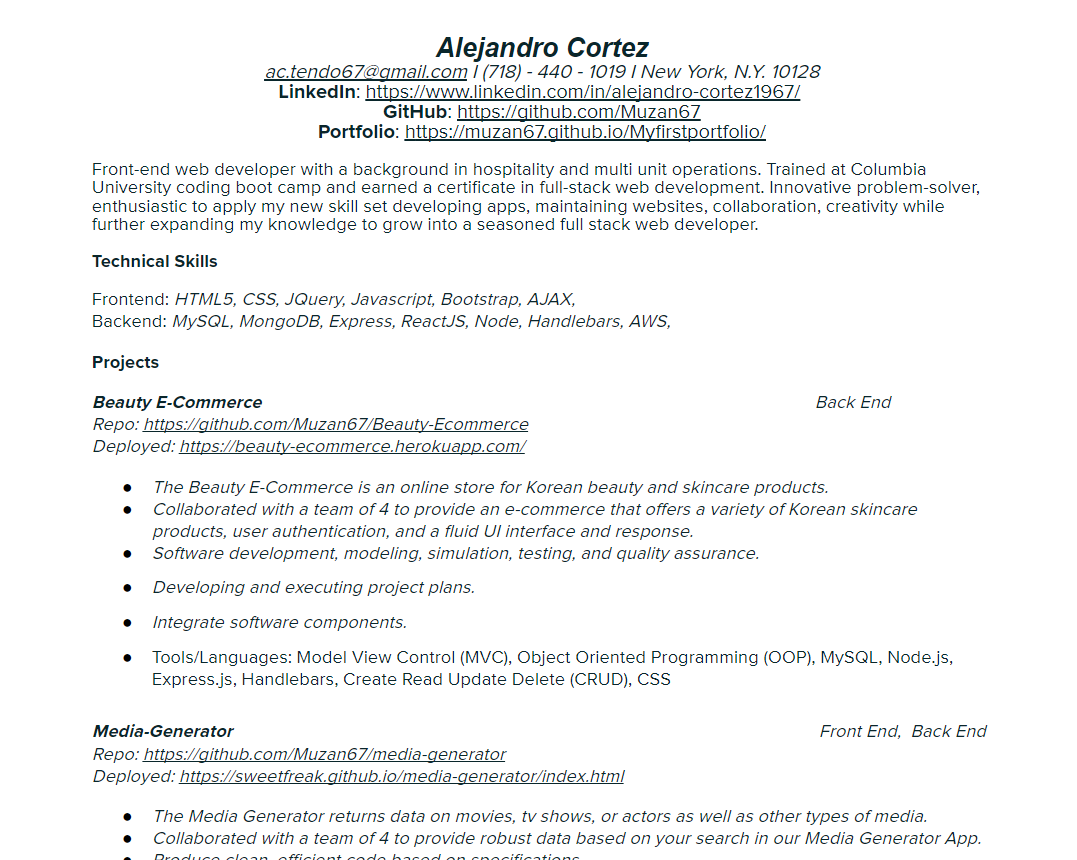 Alejandro Cortez
ac.tendo67@gmail.com I (718) - 440 - 1019 I New York, N.Y. 10128
LinkedIn: https://www.linkedin.com/in/alejandro-cortez1967/
GitHub: https://github.com/Muzan67
Portfolio: https://muzan67.github.io/Myfirstportfolio/
Front-end web developer with a background in hospitality and multi unit operations. Trained at Columbia
University coding boot camp and earned a certificate in full-stack web development. Innovative problem-solver,
enthusiastic to apply my new skill set developing apps, maintaining websites, collaboration, creativity while
further expanding my knowledge to grow into a seasoned full stack web developer.
Technical Skills
Frontend: HTML5, CSS, JQuery, Javascript, Bootstrap, AJAX,
Backend: MySQL, MongoDB, Express, ReactJS, Node, Handlebars, AWS,
Projects
Beauty E-Commerce Back End
Repo: https://github.com/Muzan67/Beauty-Ecommerce
Deployed: https://beauty-ecommerce.herokuapp.com/
● The Beauty E-Commerce is an online store for Korean beauty and skincare products.
● Collaborated with a team of 4 to provide an e-commerce that offers a variety of Korean skincare
products, user authentication, and a fluid UI interface and response.
● Software development, modeling, simulation, testing, and quality assurance.
● Developing and executing project plans.
● Integrate software components.
● Tools/Languages: Model View Control (MVC), Object Oriented Programming (OOP), MySQL, Node.js,
Express.js, Handlebars, Create Read Update Delete (CRUD), CSS
Media-Generator Front End, Back End
Repo: https://github.com/Muzan67/media-generator
Deployed: https://sweetfreak.github.io/media-generator/index.html
● The Media Generator returns data on movies, tv shows, or actors as well as other types of media.
● Collaborated with a team of 4 to provide robust data based on your search in our Media Generator App.
● Produce clean, efficient code based on specifications.